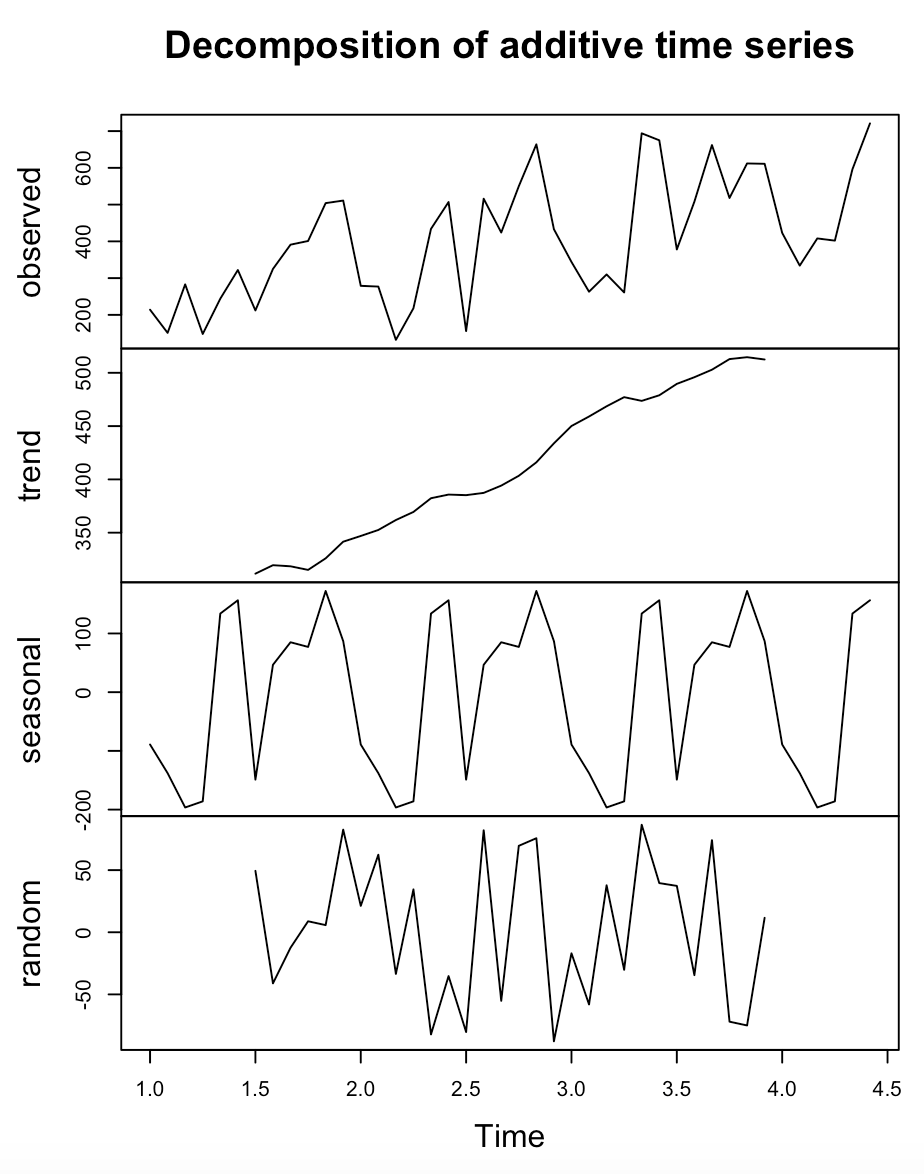 Decomposition of additive time series
observed
200 400 600
trend
350 400 450 500
seasonal
-200 0 100
random
-50 0 50
1.0 1.5 2.0 2.5 3.0 3.5 4.0 4.5
Time